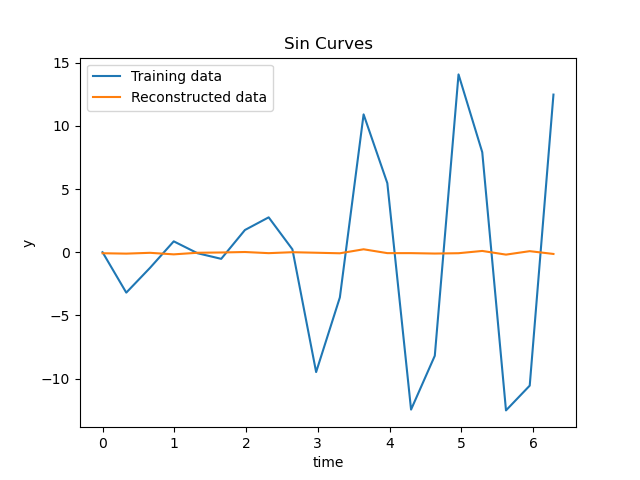 Sin Curves
Training data
Reconstructed data
15
10
5
0
−5
−10
y
0 1 2 3 4 5 6
time